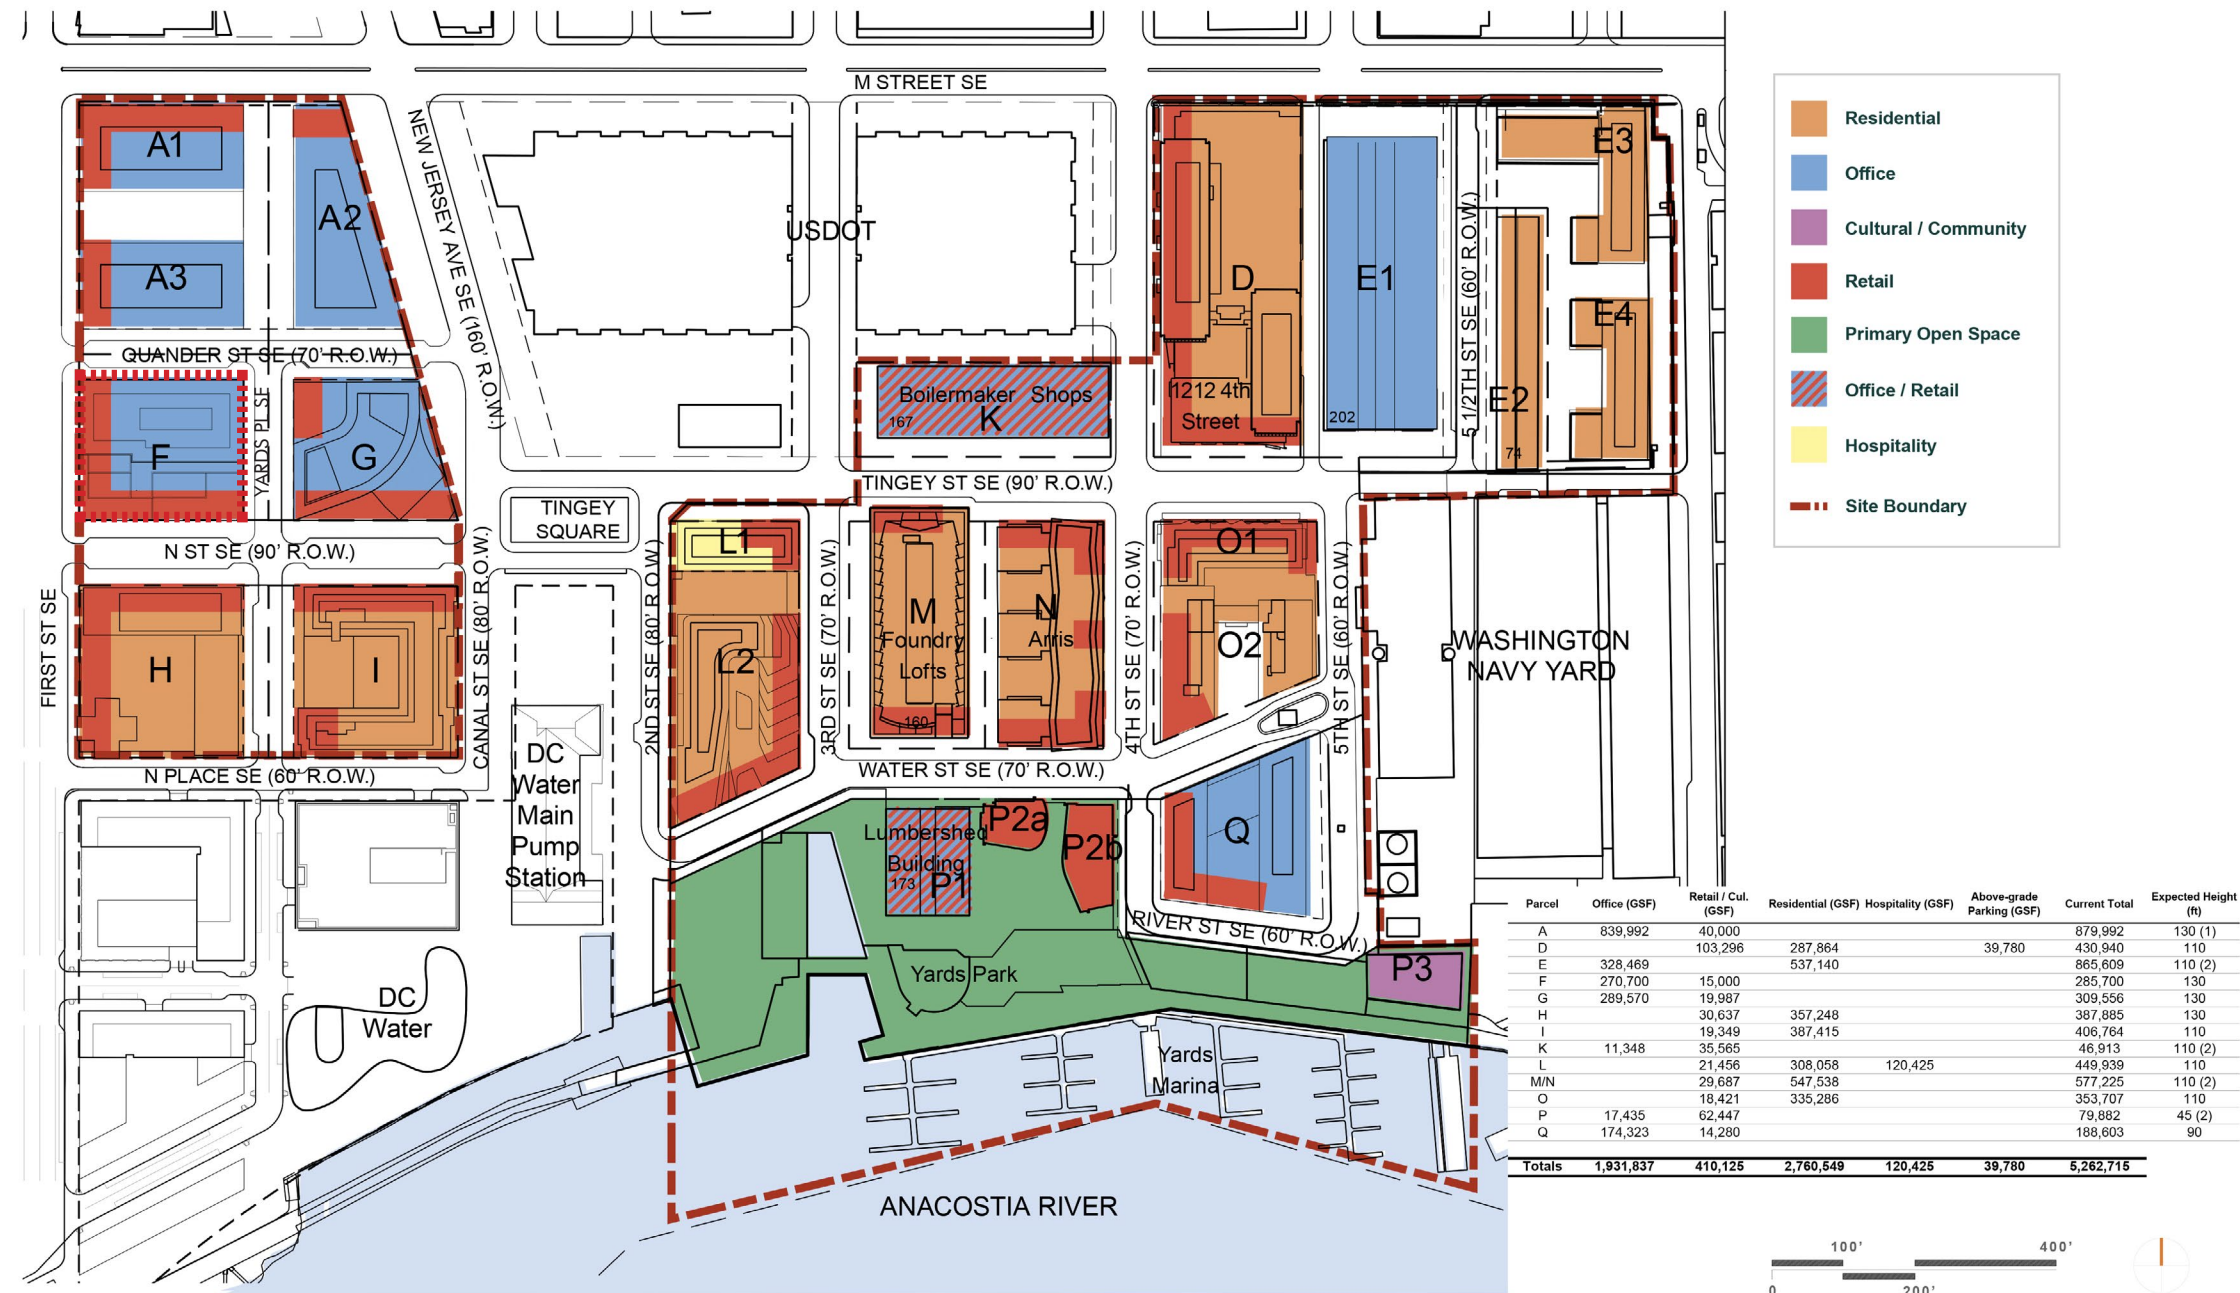 M STREET SE
A1
A2
A3
NEW JERSEY AVE SE (160' R.O.W.)
USDOT
D
E1
E3
E4
E2
5 1/2TH ST SE (60' R.O.W.)
QUANDER ST SE (70' R.O.W.)
Boilermaker Shops
167
K
1212 4th
Street
202
74
F
YARDS PL SE
G
TINGEY ST SE (90' R.O.W.)
TINGEY
SQUARE
N ST SE (90' R.O.W.)
L1
O1
FIRST ST SE
H
I
CANAL ST SE (80' R.O.W.)
2ND ST SE (80' R.O.W.)
L2
3RD ST SE (70' R.O.W.)
M
Foundry
Lofts
160
N
Arris
4TH ST SE (70' R.O.W.)
O2
5TH ST SE (60' R.O.W.)
WASHINGTON
NAVY YARD
N PLACE SE (60' R.O.W.)
DC
Water
Main
Pump
Station
WATER ST SE (70' R.O.W.)
Lumbershed
Building
173
P1
P2a
P2b
Q
RIVER ST SE (60' R.O.W.)
Yards Park
P3
DC
Water
Yards
Marina
ANACOSTIA RIVER
Residential
Office
Cultural / Community
Retail
Primary Open Space
Office / Retail
Hospitality
Site Boundary
Parcel Office (GSF) Retail / Cul. (GSF) Residential (GSF) Hospitality (GSF) Above-grade Parking (GSF) Current Total Expected Height (ft)
A 839,992 40,000 879,992 130 (1)
D 103,296 287,864 39,780 430,940 110
E 328,469 537,140 865,609 110 (2)
F 270,700 15,000 285,700 130
G 289,570 19,987 309,556 130
H 30,637 357,248 387,885 130
I 19,349 387,415 406,764 110
K 11,348 35,565 46,913 110 (2)
L 21,456 308,058 120,425 449,939 110
M/N 29,687 547,538 577,225 110 (2)
O 18,421 335,286 353,707 110
P 17,435 62,447 79,882 45 (2)
Q 174,323 14,280 188,603 90
Totals 1,931,837 410,125 2,760,549 120,425 39,780 5,262,715
100' 400'
0 200'